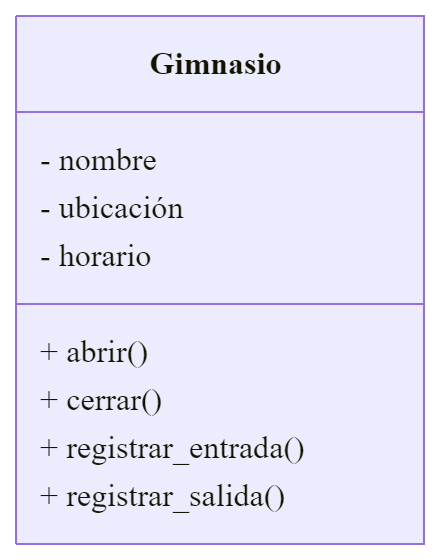 Gimnasio
- nombre
- ubicación
- horario
+ abrir()
+ cerrar()
+ registrar_entrada()
+ registrar_salida()